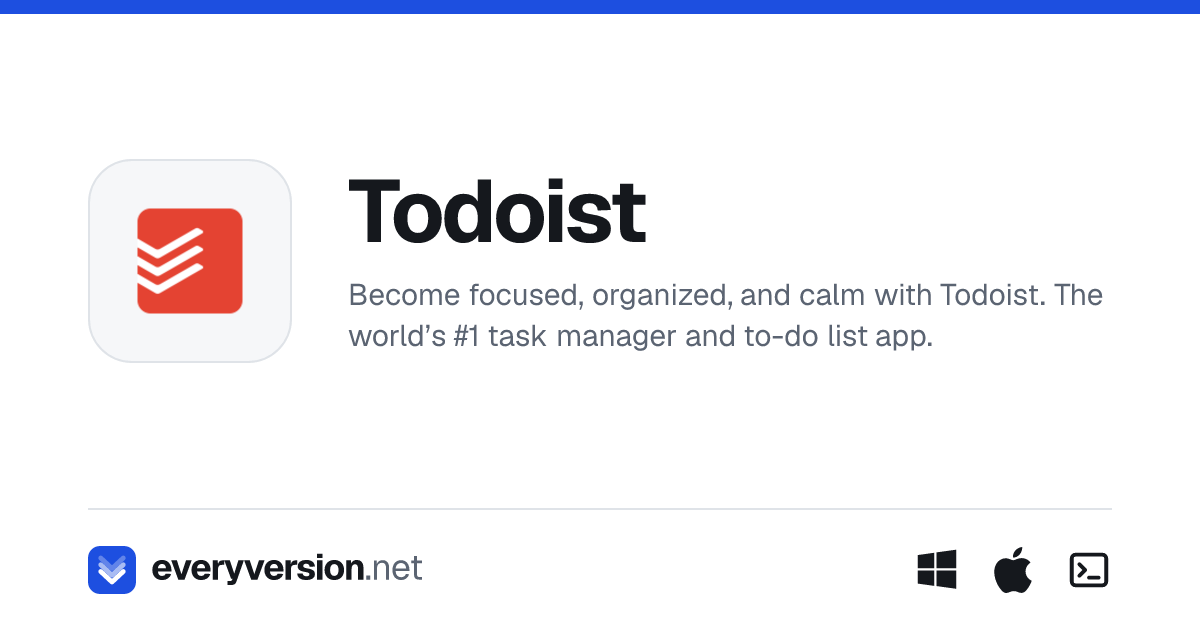 Todoist
Become focused, organized, and calm with Todoist. The
world’s #1 task manager and to-do list app.
everyversion.net